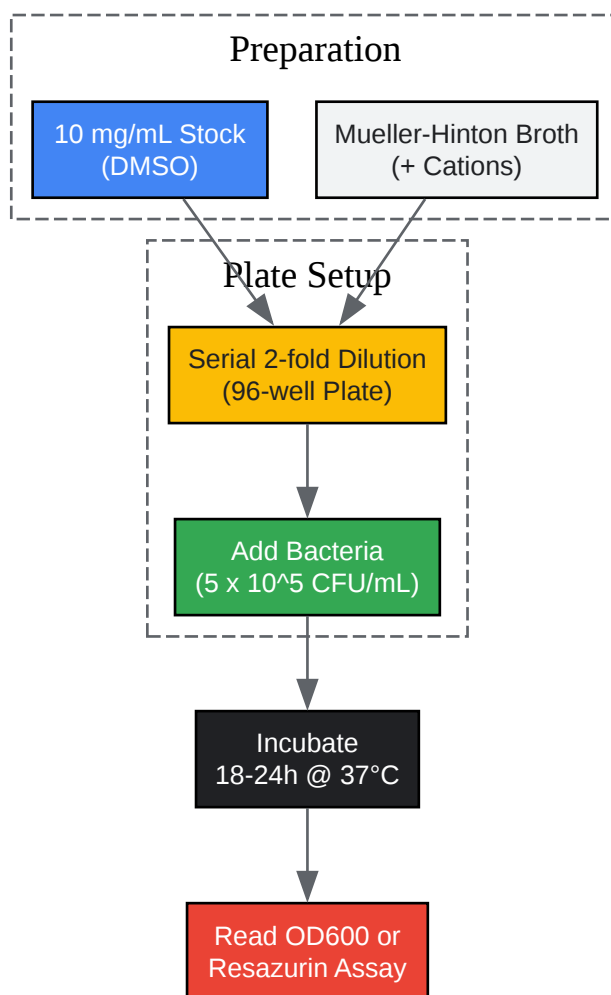 Preparation
10 mg/mL Stock
(DMSO)
Mueller-Hinton Broth
(+ Cations)
Plate Setup
Serial 2-fold Dilution
(96-well Plate)
Add Bacteria
(5 x 10^5 CFU/mL)
Incubate
18-24h @ 37°C
Read OD600 or
Resazurin Assay